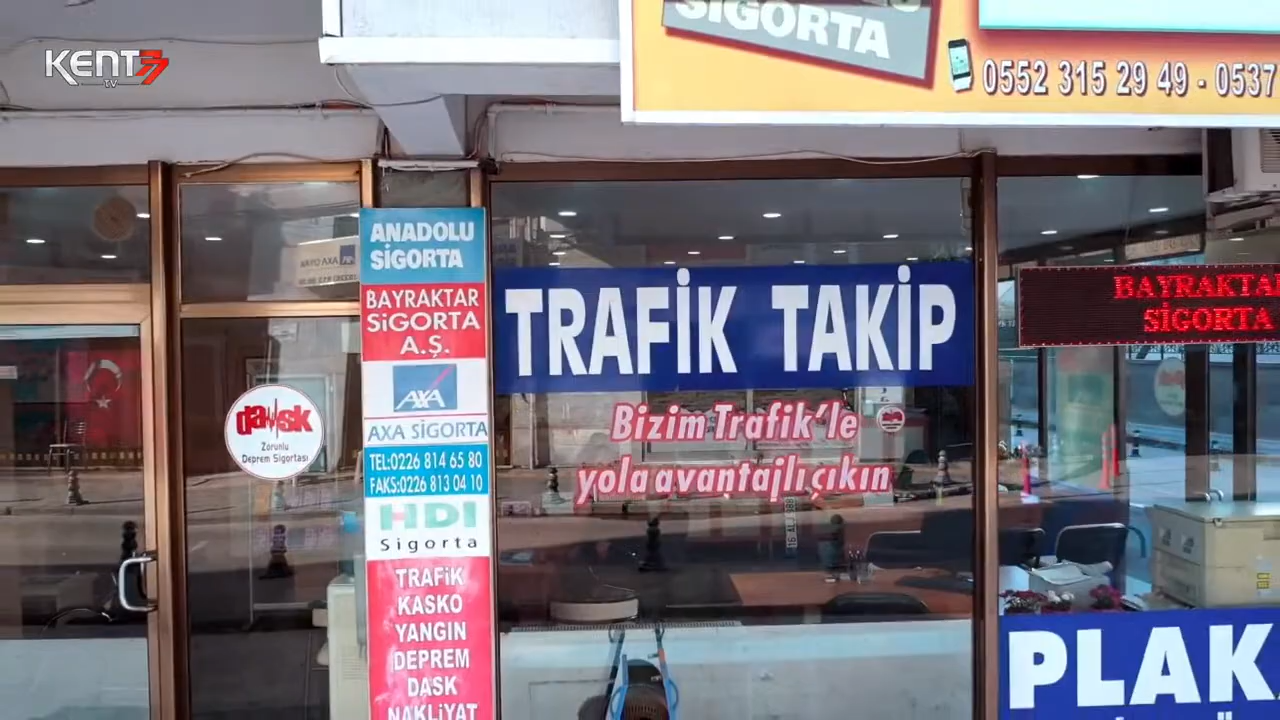 KENT 77
TV
SİGORTA
0552 315 29 49 - 0537
ANADOLU
SİGORTA
BAYRAKTAR
SİGORTA
A.Ş.
AXA
AXA SİGORTA
TEL:0226 814 65 80
FAKS:0226 813 04 10
HDI
Sigorta
TRAFİK
KASKO
YANGIN
DEPREM
DASK
NAKLİYAT
dask
Zorunlu
Deprem Sigortası
TRAFİK TAKİP
Bizim Trafik'le
yola avantajlı çıkın
BAYRAKTAR
SİGORTA
PLAKA